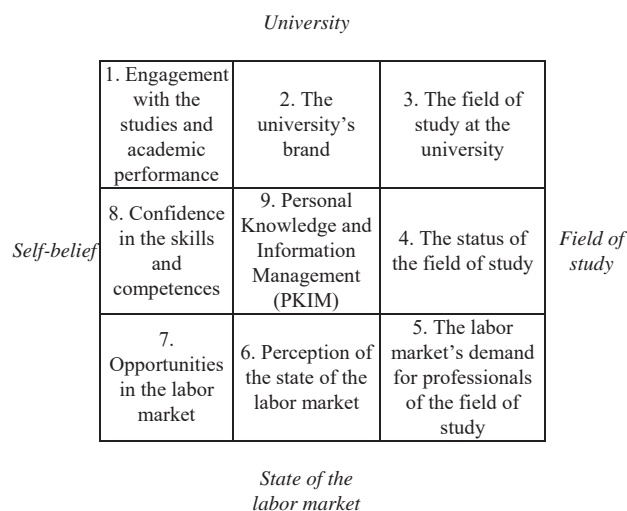 University
1. Engagement
with the
studies and
academic
performance
2. The
university's
brand
3. The field of
study at the
university
Self-belief
8. Confidence
in the skills
and
competences
9. Personal
Knowledge and
Information
Management
(PKIM)
4. The status of
the field of study
Field of
study
7.
Opportunities
in the labor
market
6. Perception of
the state of the
labor market
5. The labor
market's demand
for professionals
of the field of
study
State of the
labor market